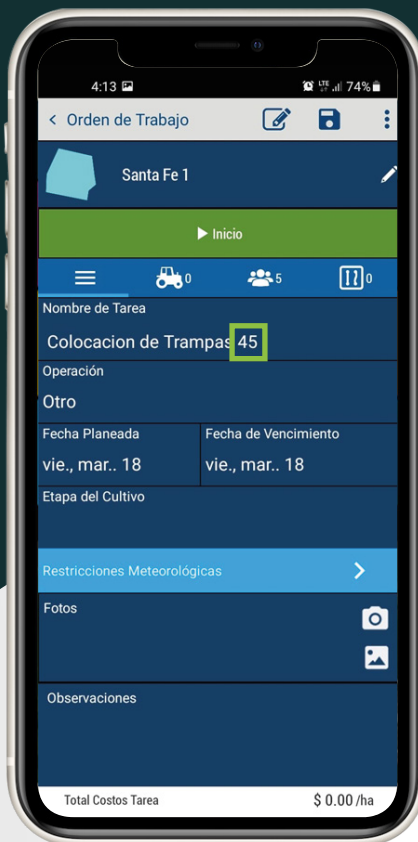 4:13 LTE 74%
< Orden de Trabajo
Santa Fe 1
Inicio
0 5 0
Nombre de Tarea
Colocacion de Trampas 45
Operación
Otro
Fecha Planeada Fecha de Vencimiento
vie., mar.. 18 vie., mar.. 18
Etapa del Cultivo
Restricciones Meteorológicas
Fotos
Observaciones
Total Costos Tarea $ 0.00 /ha